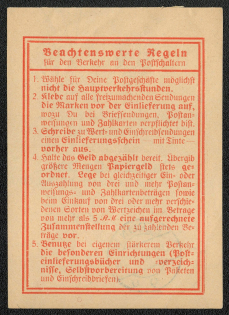 Beachtenswerte Regeln
für den Verkehr an den Postschaltern
1. Wähle für Deine Postgeschäfte möglichst
nicht die Hauptverkehrsstunden.
2. Klebe auf alle freizumachenden Sendungen
die Marken vor der Einlieferung auf,
wozu Du bei Briefsendungen, Postan-
weisungen und Zahlkarten verpflichtet bist.
3. Schreibe zu Wert- und Einschreibsendungen
einen Einlieferungsschein – mit Tinte –
vorher aus.
4. Halte das Geld abgezählt bereit. Übergib
größere Mengen Papiergeld stets ge-
ordnet. Lege bei gleichzeitiger Ein- oder
Auszahlung von drei und mehr Postan-
weisungs- und Zahlkartenbeträgen sowie
beim Einkauf von drei oder mehr verschie-
denen Sorten von Wertzeichen im Betrage
von mehr als 5 M eine aufgerechnete
Zusammenstellung der zu zahlenden Be-
träge vor.
5. Benutze bei eigenem stärkeren Verkehr
die besonderen Einrichtungen (Post-
einlieferungsbücher und -verzeich-
nisse, Selbstvorbereitung von Paketen
und Einschreibbriefen).